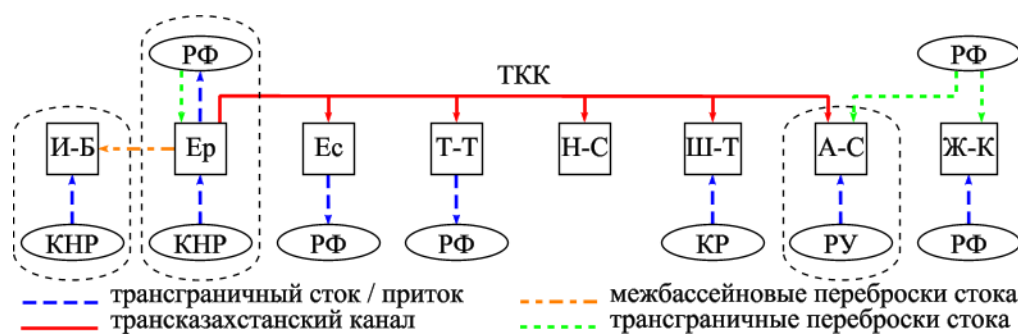 РФ РФ
ТКК
И-Б Ер Ес Т-Т Н-С Ш-Т А-С Ж-К
КНР КНР РФ РФ КР РУ РФ
трансграничный сток / приток межбассейновые переброски стока
трансказахстанский канал трансграничные переброски стока